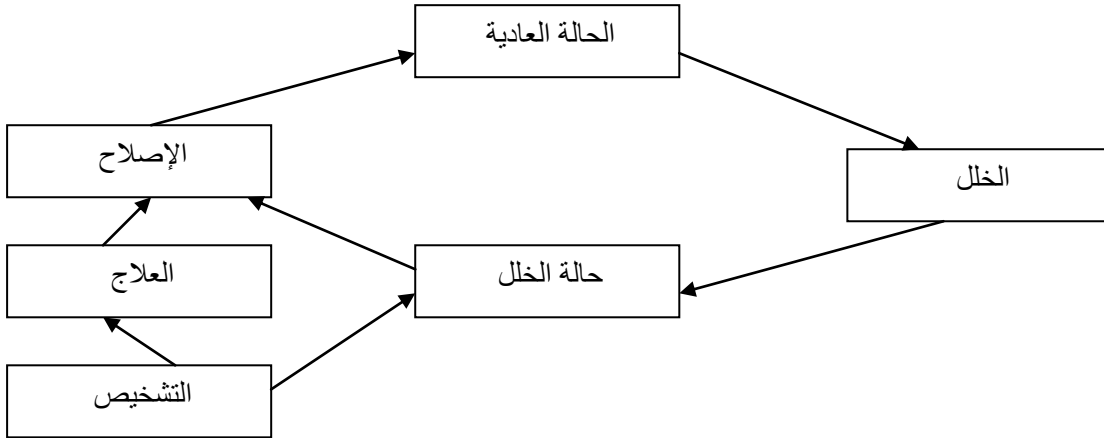 الحالة العادية
الإصلاح
الخلل
العلاج
حالة الخلل
التشخيص